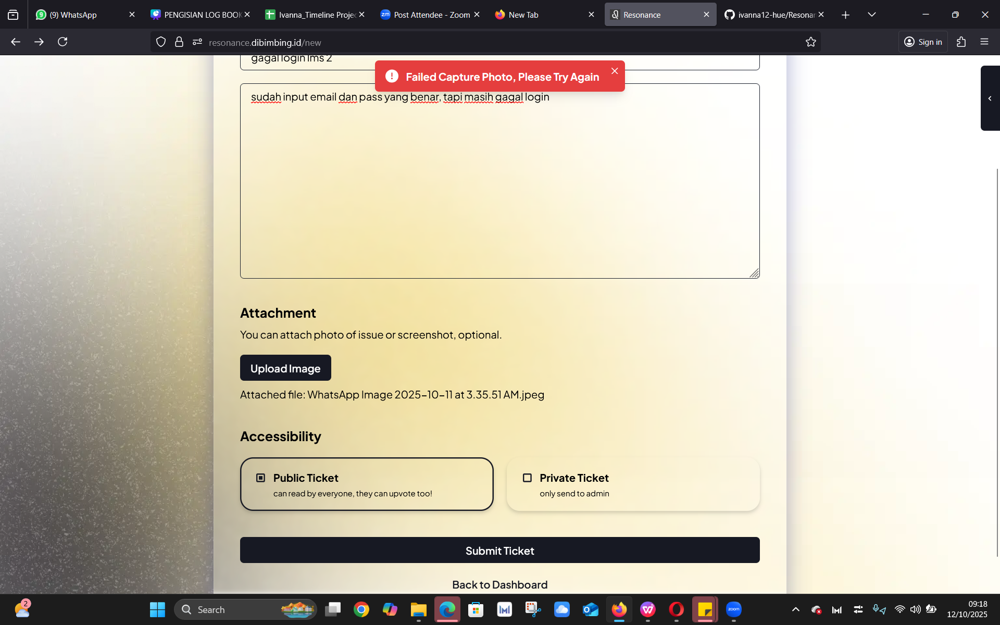 (9) WhatsApp
PENGISIAN LOG BOOK
Ivanna_Timeline Projec
Post Attendee - Zoom
New Tab
Resonance
ivanna12-hue/Resonan
resonance.dibimbing.id/new
Sign in
gagal login lms 2
Failed Capture Photo, Please Try Again
sudah input email dan pass yang benar, tapi masih gagal login
Attachment
You can attach photo of issue or screenshot, optional.
Upload Image
Attached file: WhatsApp Image 2025-10-11 at 3.35.51 AM.jpeg
Accessibility
Public Ticket
can read by everyone, they can upvote too!
Private Ticket
only send to admin
Submit Ticket
Back to Dashboard
2
Search
zoom
09:18
12/10/2025